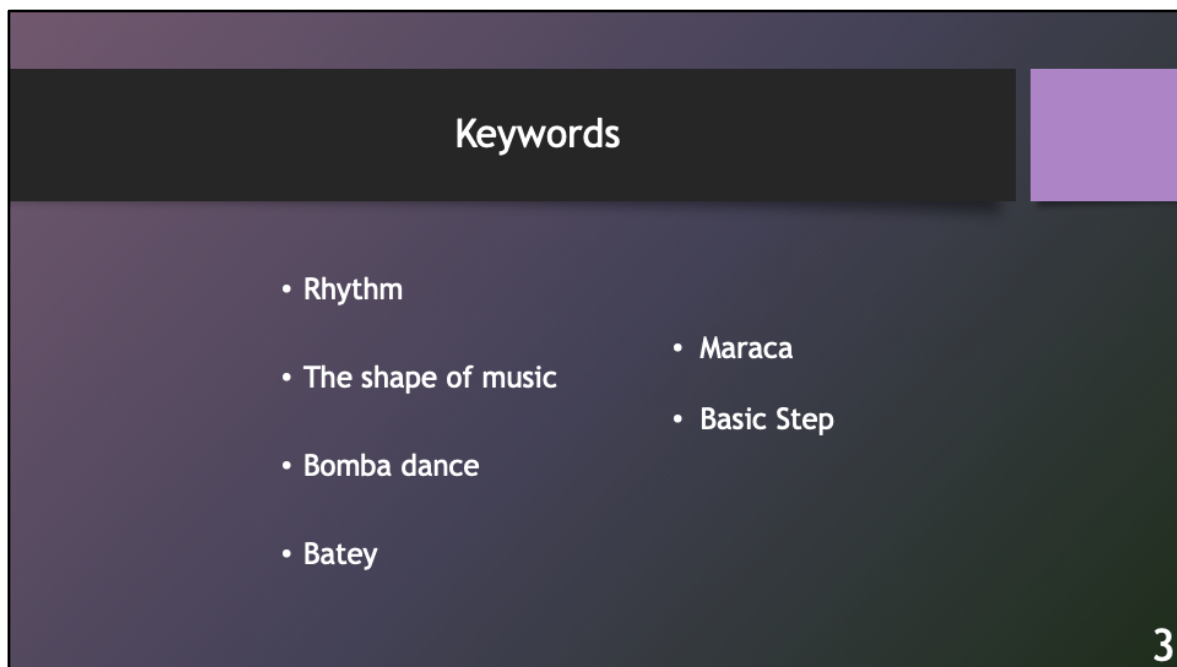 Keywords
• Rhythm
• The shape of music
• Bomba dance
• Batey
• Maraca
• Basic Step
3